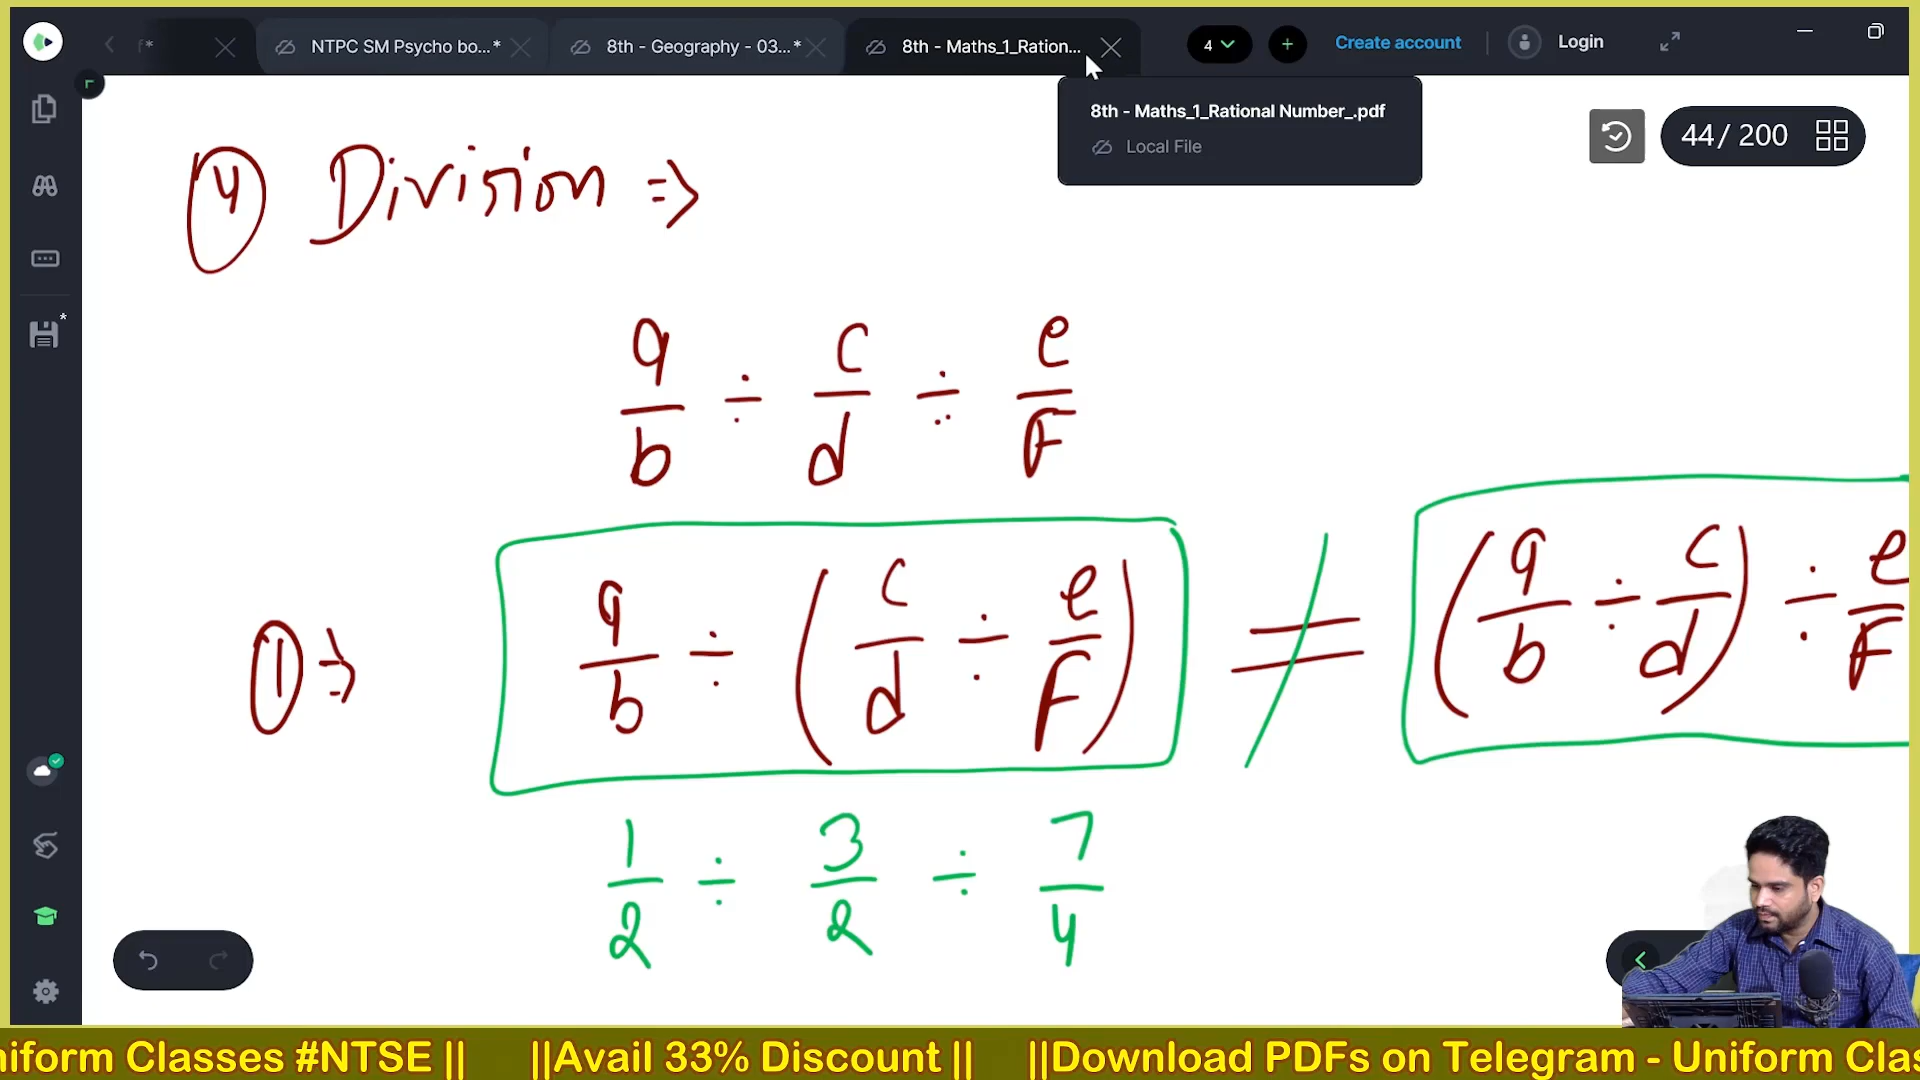 F*
NTPC SM Psycho bo...*
8th - Geography - 03...*
8th - Maths_1_Ration...
4
+
Create account
Login
8th - Maths_1_Rational Number_.pdf
Local File
44/ 200
④ Division ⇒
a/b ÷ c/d ÷ e/F
① ⇒ a/b ÷ (c/d ÷ e/F) ≠ (a/b ÷ c/d) ÷ e/F
1/2 ÷ 3/2 ÷ 7/4
niform Classes #NTSE || ||Avail 33% Discount || ||Download PDFs on Telegram - Uniform Clas